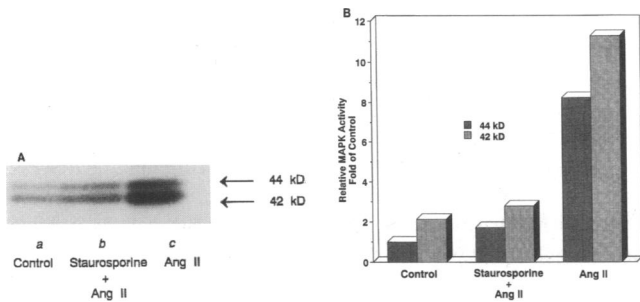 A
44 kD
42 kD
a b c
Control Staurosporine Ang II
+
Ang II
B
Relative MAPK Activity
Fold of Control
12
10
8
6
4
2
0
44 kD
42 kD
Control Staurosporine Ang II
+
Ang II